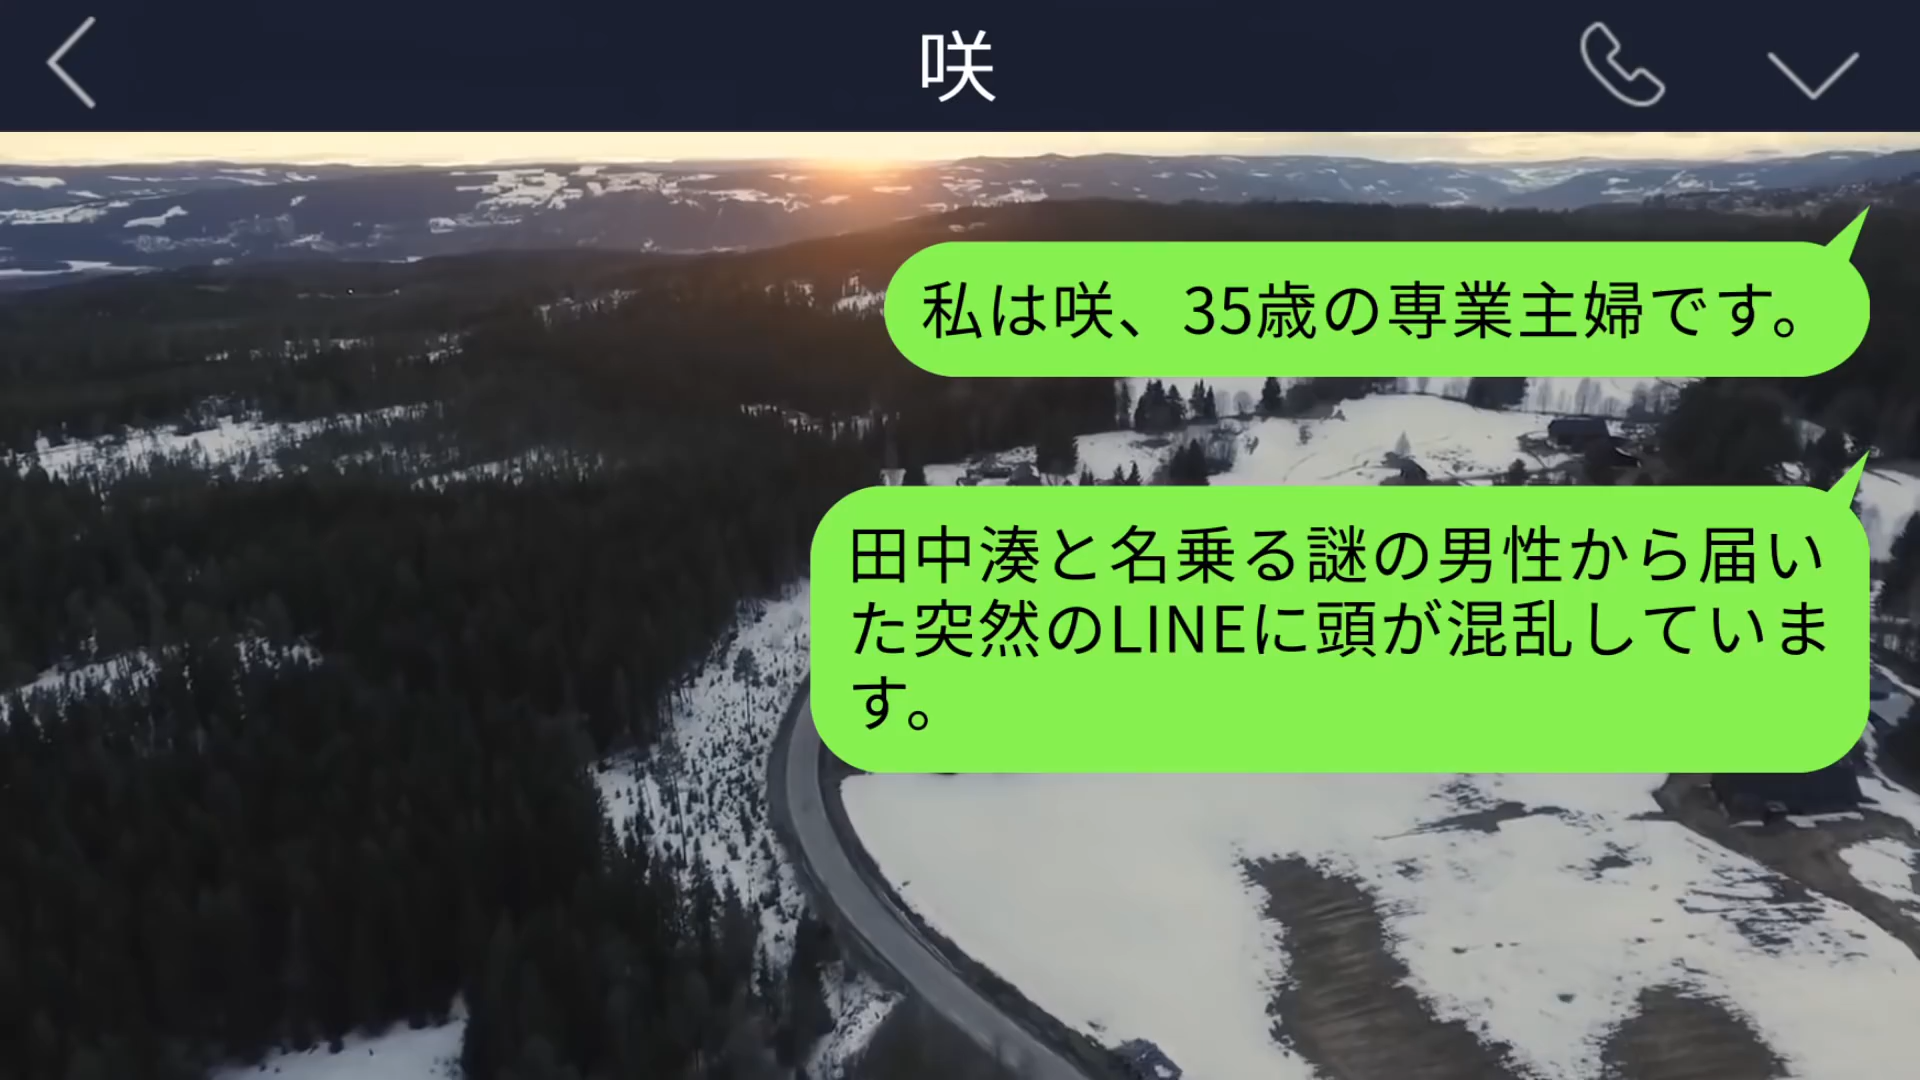 咲
私は咲、35歳の専業主婦です。
田中湊と名乗る謎の男性から届い
た突然のLINEに頭が混乱していま
す。